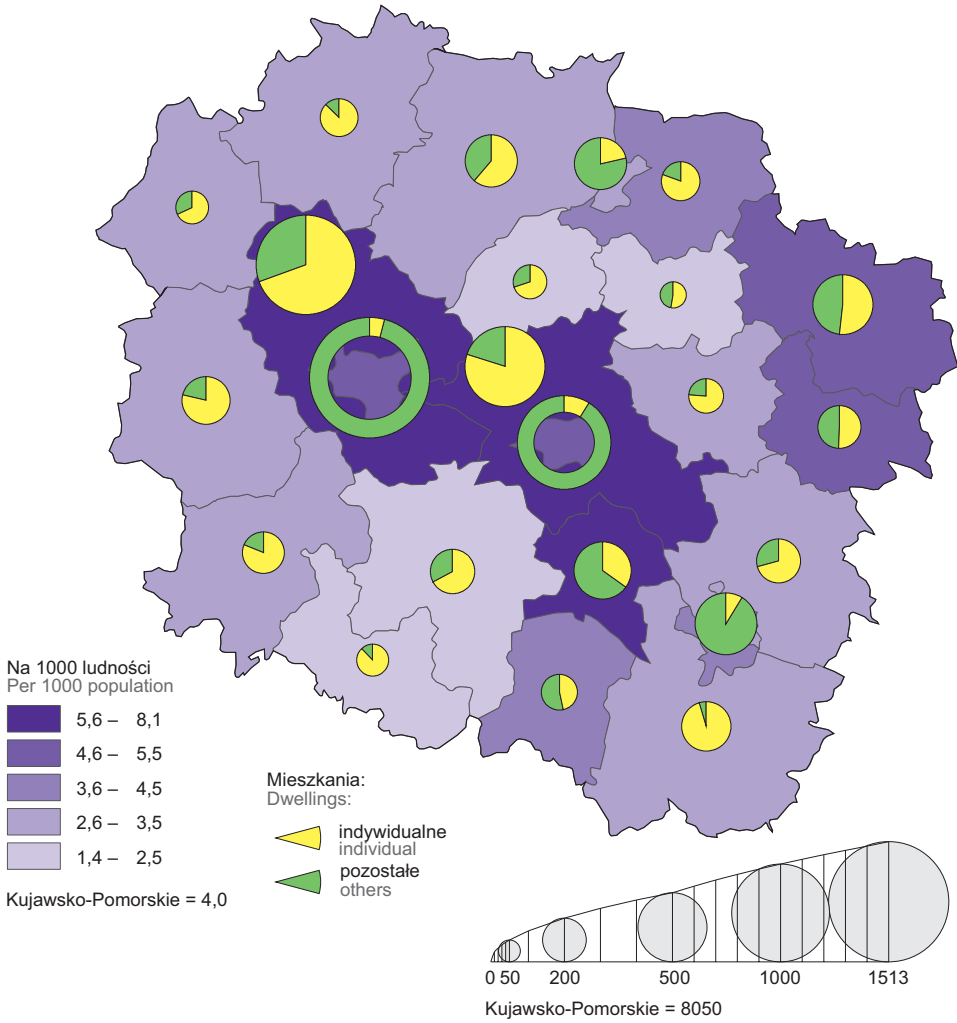 Na 1000 ludności
Per 1000 population
5,6 – 8,1
4,6 – 5,5
3,6 – 4,5
2,6 – 3,5
1,4 – 2,5
Kujawsko-Pomorskie = 4,0
Mieszkania:
Dwellings:
indywidualne
individual
pozostałe
others
0 50 200 500 1000 1513
Kujawsko-Pomorskie = 8050